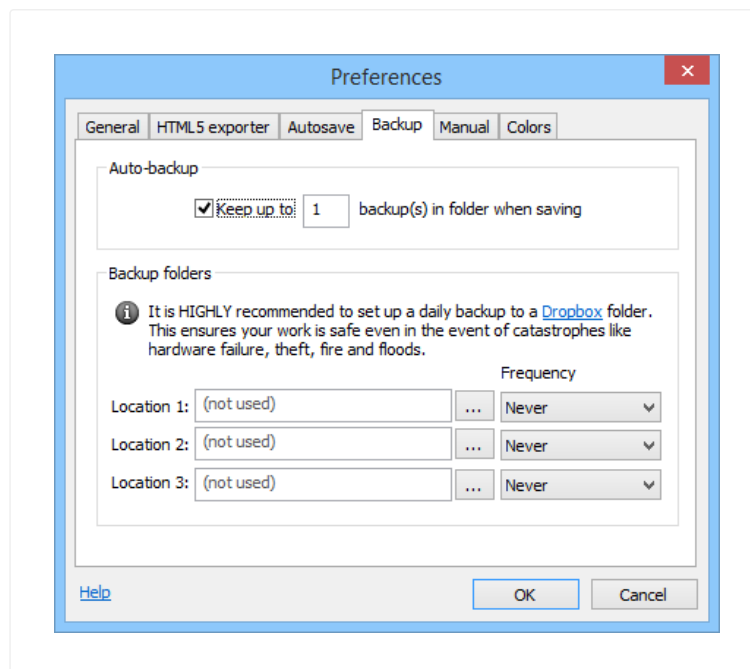 Preferences
General HTML5 exporter Autosave Backup Manual Colors
Auto-backup
Keep up to 1 backup(s) in folder when saving
Backup folders
It is HIGHLY recommended to set up a daily backup to a Dropbox folder.
This ensures your work is safe even in the event of catastrophes like
hardware failure, theft, fire and floods.
Frequency
Location 1: (not used) ... Never
Location 2: (not used) ... Never
Location 3: (not used) ... Never
Help OK Cancel